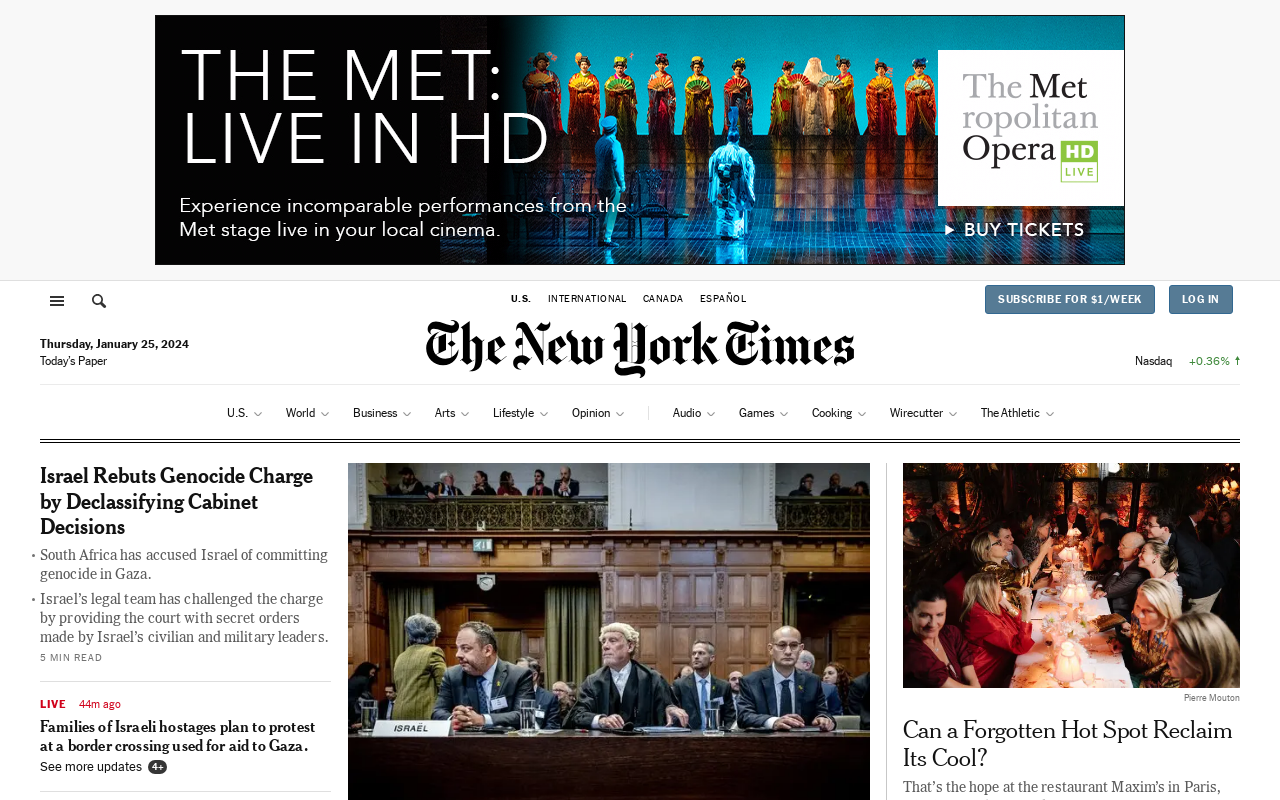 THE MET:
LIVE IN HD
Experience incomparable performances from the
Met stage live in your local cinema.
The Met
ropolitan
Opera HD
LIVE
BUY TICKETS
U.S. INTERNATIONAL CANADA ESPAÑOL
SUBSCRIBE FOR $1/WEEK LOG IN
The New York Times
Thursday, January 25, 2024
Today's Paper
Nasdaq +0.36%
U.S. World Business Arts Lifestyle Opinion Audio Games Cooking Wirecutter The Athletic
Israel Rebuts Genocide Charge
by Declassifying Cabinet
Decisions
• South Africa has accused Israel of committing
genocide in Gaza.
• Israel's legal team has challenged the charge
by providing the court with secret orders
made by Israel's civilian and military leaders.
5 MIN READ
LIVE 44m ago
Families of Israeli hostages plan to protest
at a border crossing used for aid to Gaza.
See more updates 4+
ISRAËL
Pierre Mouton
Can a Forgotten Hot Spot Reclaim
Its Cool?
That's the hope at the restaurant Maxim's in Paris,